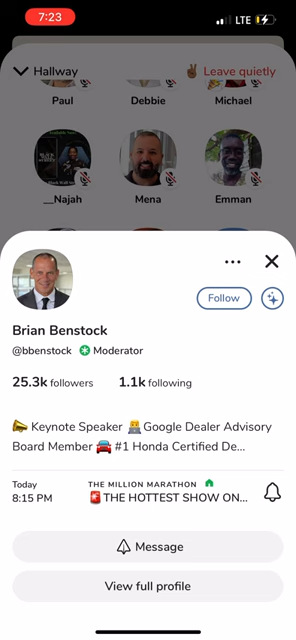 7:23
LTE
Hallway
✌🏽 Leave quietly
Paul
Debbie
Michael
__Najah
Mena
Emman
Brian Benstock
@bbenstock ✳ Moderator
25.3k followers 1.1k following
📣 Keynote Speaker 👨‍💻Google Dealer Advisory
Board Member 🚘 #1 Honda Certified De...
Today
8:15 PM
THE MILLION MARATHON
🚨THE HOTTEST SHOW ON...
Follow
Message
View full profile